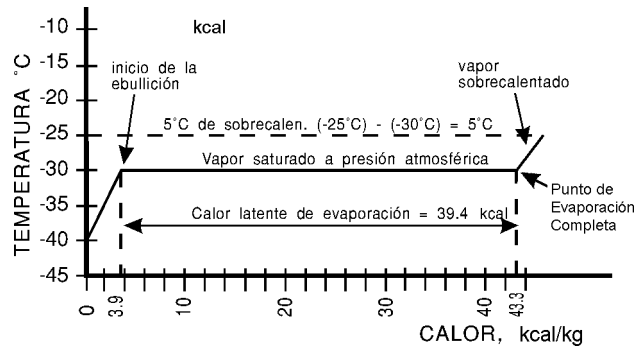 kcal
TEMPERATURA °C
-10
-15
-20
-25
-30
-35
-40
-45
inicio de la
ebullición
vapor
sobrecalentado
5°C de sobrecalen. (-25°C) - (-30°C) = 5°C
Vapor saturado a presión atmosférica
Punto de
Evaporación
Completa
Calor latente de evaporación = 39.4 kcal
0
3.9
10
20
30
40
43.3
CALOR, kcal/kg